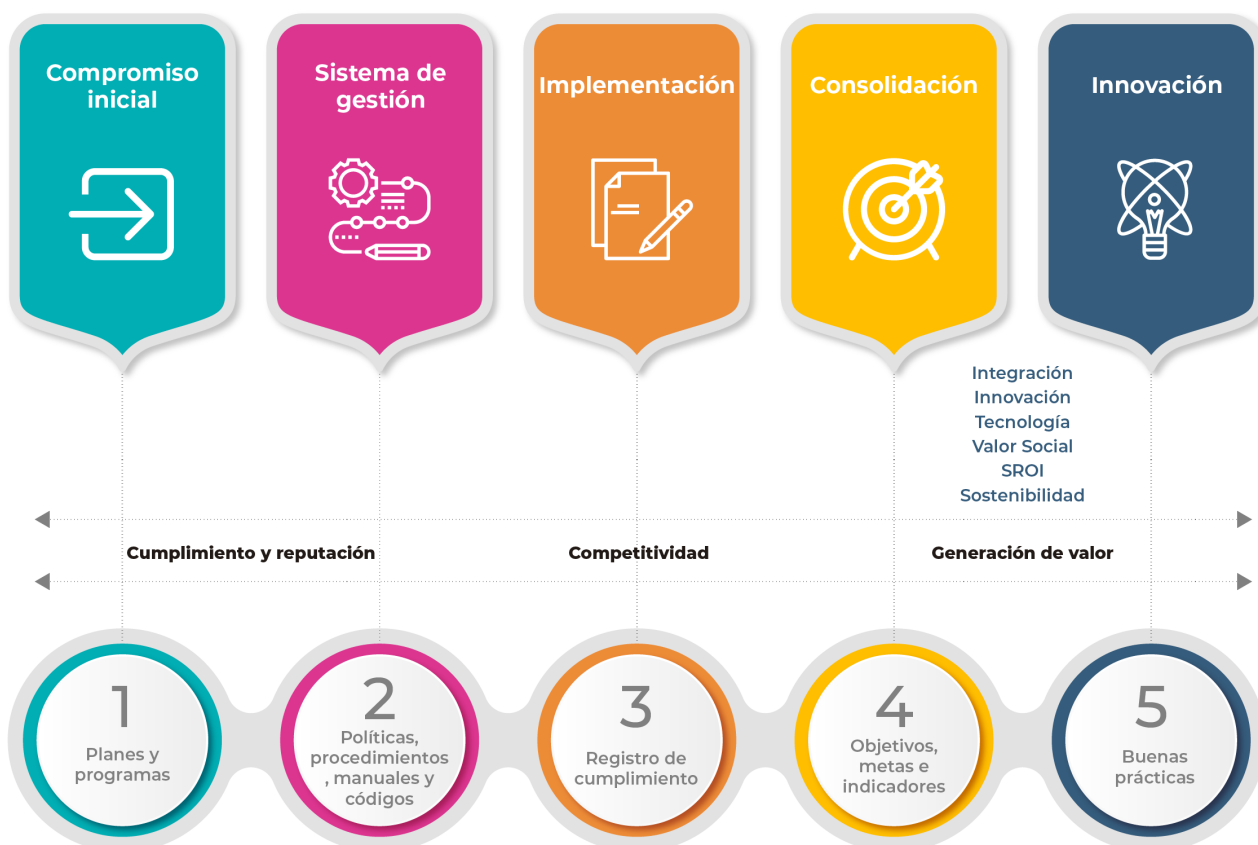 Compromiso
inicial
Sistema de
gestión
Implementación
Consolidación
Innovación
Integración
Innovación
Tecnología
Valor Social
SROI
Sostenibilidad
Cumplimiento y reputación
Competitividad
Generación de valor
1
Planes y
programas
2
Políticas,
procedimientos
, manuales y
códigos
3
Registro de
cumplimiento
4
Objetivos,
metas e
indicadores
5
Buenas
prácticas